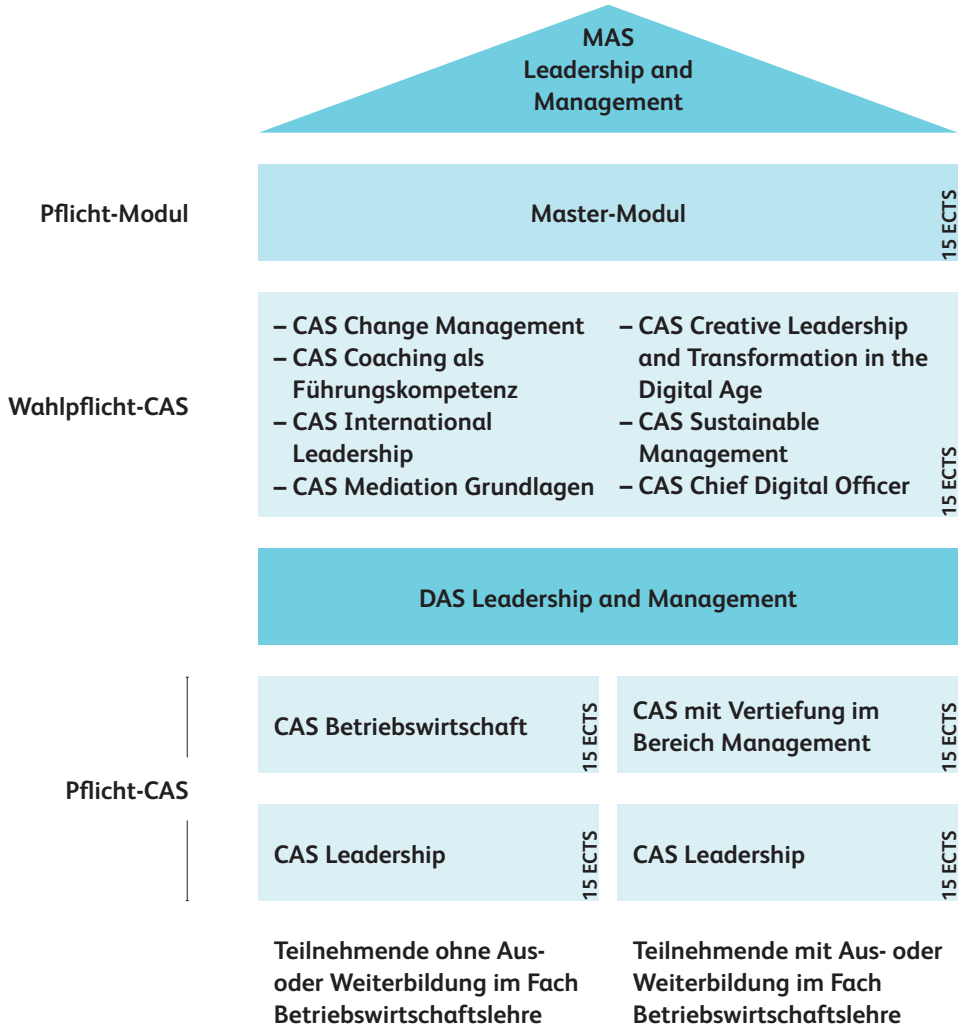 MAS
Leadership and
Management
Pflicht-Modul
Master-Modul
15 ECTS
Wahlpflicht-CAS
– CAS Change Management
– CAS Coaching als
Führungskompetenz
– CAS International
Leadership
– CAS Mediation Grundlagen
– CAS Creative Leadership
and Transformation in the
Digital Age
– CAS Sustainable
Management
– CAS Chief Digital Officer
15 ECTS
DAS Leadership and Management
Pflicht-CAS
CAS Betriebswirtschaft
15 ECTS
CAS mit Vertiefung im
Bereich Management
15 ECTS
CAS Leadership
15 ECTS
CAS Leadership
15 ECTS
Teilnehmende ohne Aus-
oder Weiterbildung im Fach
Betriebswirtschaftslehre
Teilnehmende mit Aus- oder
Weiterbildung im Fach
Betriebswirtschaftslehre